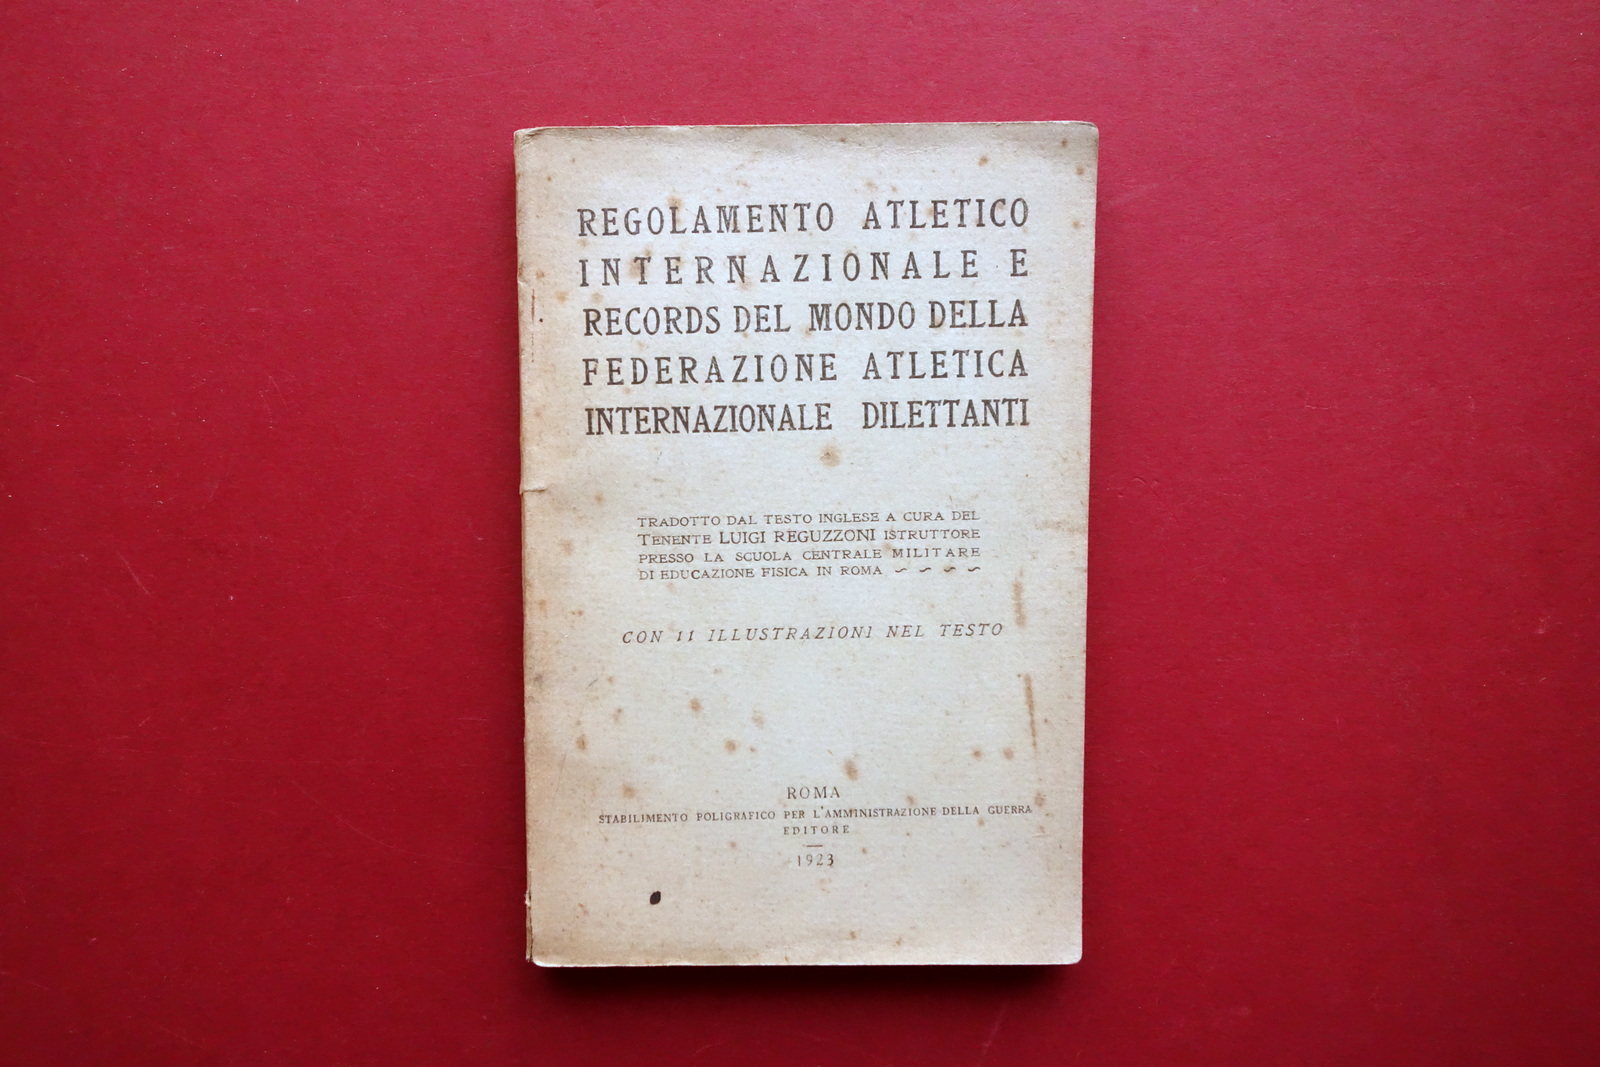 REGOLAMENTO ATLETICO
INTERNAZIONALE E
RECORDS DEL MONDO DELLA
FEDERAZIONE ATLETICA
INTERNAZIONALE DILETTANTI
TRADOTTO DAL TESTO INGLESE A CURA DEL
TENENTE LUIGI REGUZZONI ISTRUTTORE
PRESSO LA SCUOLA CENTRALE MILITARE
DI EDUCAZIONE FISICA IN ROMA
CON 11 ILLUSTRAZIONI NEL TESTO
ROMA
STABILIMENTO POLIGRAFICO PER L'AMMINISTRAZIONE DELLA GUERRA
EDITORE
1923